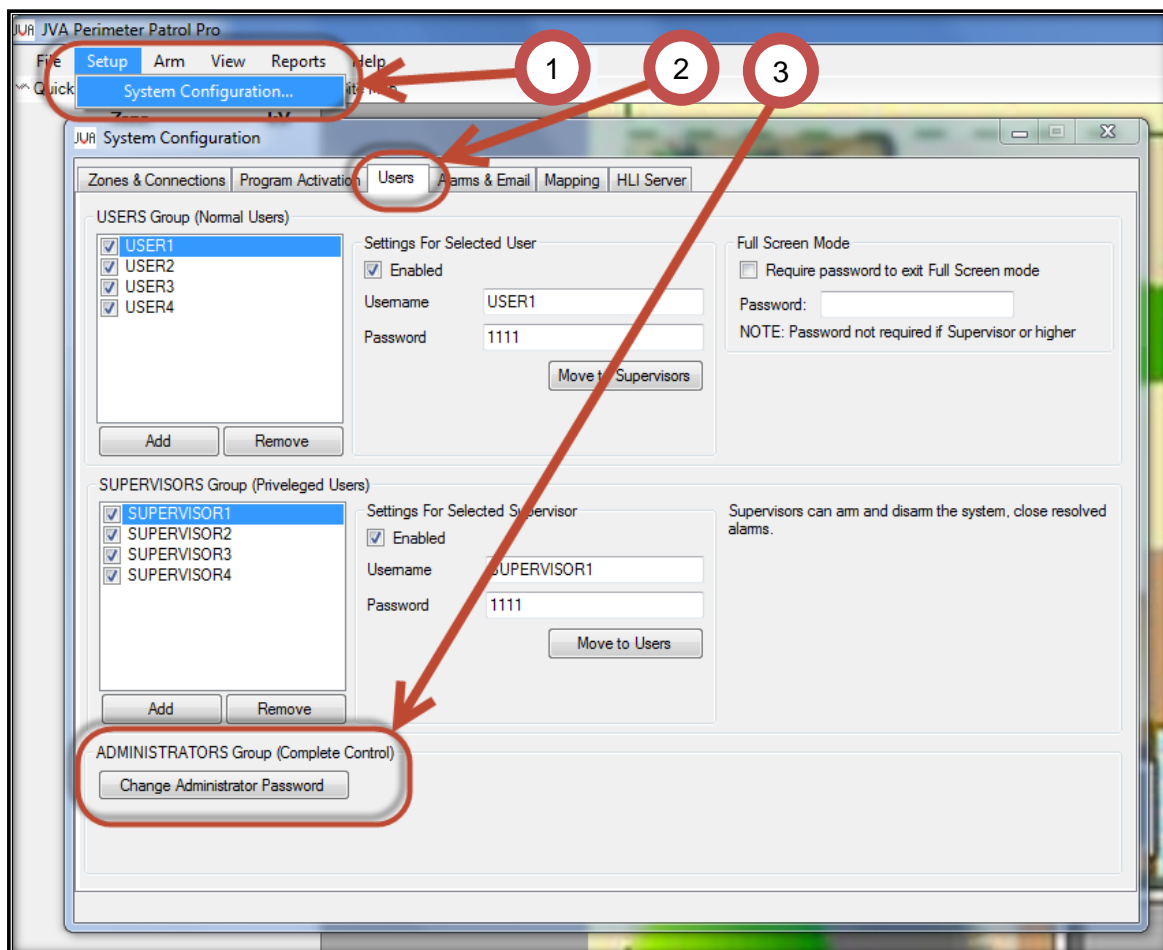 JVA JVA Perimeter Patrol Pro
File Setup Arm View Reports Help
1 2 3
Quick
System Configuration...
Zone kV
JVA System Configuration
Zones & Connections Program Activation Users Alarms & Email Mapping HLI Server
USERS Group (Normal Users)
USER1
USER2
USER3
USER4
Add Remove
Settings For Selected User
Enabled
Username USER1
Password 1111
Move to Supervisors
Full Screen Mode
Require password to exit Full Screen mode
Password:
NOTE: Password not required if Supervisor or higher
SUPERVISORS Group (Priveleged Users)
SUPERVISOR1
SUPERVISOR2
SUPERVISOR3
SUPERVISOR4
Add Remove
Settings For Selected Supervisor
Enabled
Username SUPERVISOR1
Password 1111
Move to Users
Supervisors can arm and disarm the system, close resolved
alarms.
ADMINISTRATORS Group (Complete Control)
Change Administrator Password